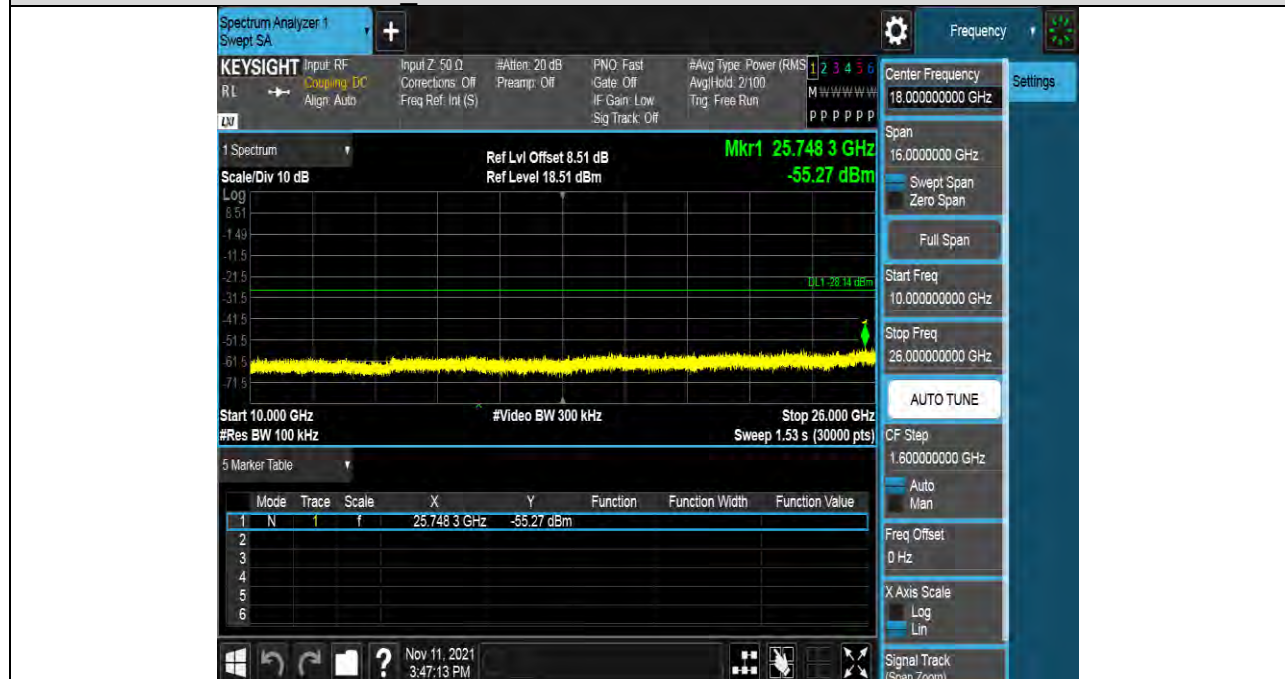 Spectrum Analyzer 1
Swept SA
+
Frequency
KEYSIGHT
RL
LXI
Input: RF
Coupling: DC
Align: Auto
Input Z: 50 Ω
Corrections: Off
Freq Ref: Int (S)
#Atten: 20 dB
Preamp: Off
PNO: Fast
Gate: Off
IF Gain: Low
Sig Track: Off
#Avg Type: Power (RMS
Avg|Hold: 2/100
Trig: Free Run
1 2 3 4 5 6
M W W W W W
P P P P P P
1 Spectrum
Scale/Div 10 dB
Ref Lvl Offset 8.51 dB
Ref Level 18.51 dBm
Mkr1 25.748 3 GHz
-55.27 dBm
Log
8.51
-1.49
-11.5
-21.5
DL1 -28.14 dBm
-31.5
-41.5
-51.5
-61.5
-71.5
1
Start 10.000 GHz
#Video BW 300 kHz
Stop 26.000 GHz
#Res BW 100 kHz
Sweep 1.53 s (30000 pts)
5 Marker Table
Mode Trace Scale X Y Function Function Width Function Value
1 N 1 f 25.748 3 GHz -55.27 dBm
2
3
4
5
6
?
Nov 11, 2021
3:47:13 PM
Center Frequency
18.000000000 GHz
Settings
Span
16.0000000 GHz
Swept Span
Zero Span
Full Span
Start Freq
10.000000000 GHz
Stop Freq
26.000000000 GHz
AUTO TUNE
CF Step
1.600000000 GHz
Auto
Man
Freq Offset
0 Hz
X Axis Scale
Log
Lin
Signal Track
(Span Zoom)